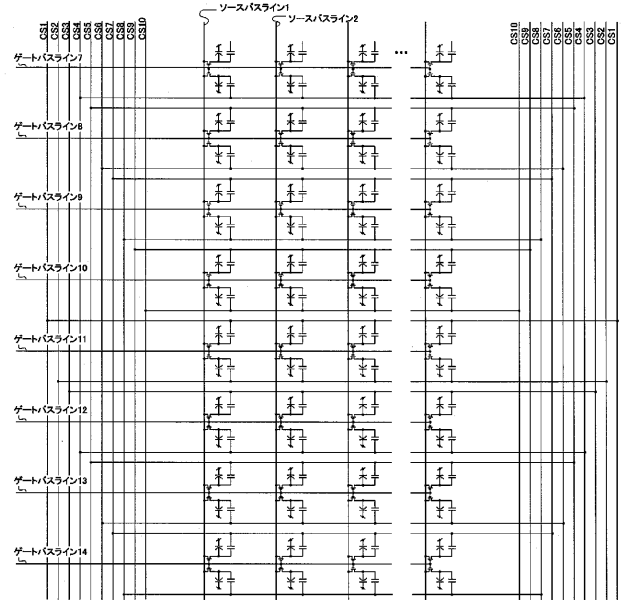 ソースバスライン1
ソースバスライン2
CS1
CS2
CS3
CS4
CS5
CS6
CS7
CS8
CS9
CS10
...
CS10
CS9
CS8
CS7
CS6
CS5
CS4
CS3
CS2
CS1
ゲートバスライン7
ゲートバスライン8
ゲートバスライン9
ゲートバスライン10
ゲートバスライン11
ゲートバスライン12
ゲートバスライン13
ゲートバスライン14